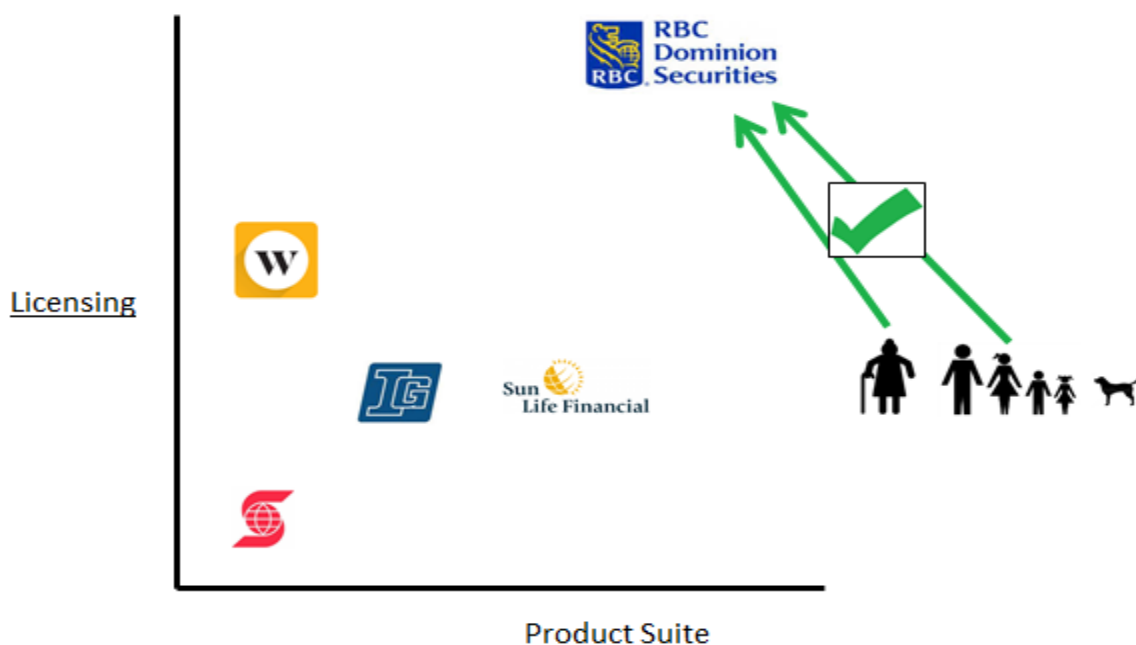 RBC
RBC
Dominion
Securities
W
Licensing
IG
Sun
Life Financial
Product Suite